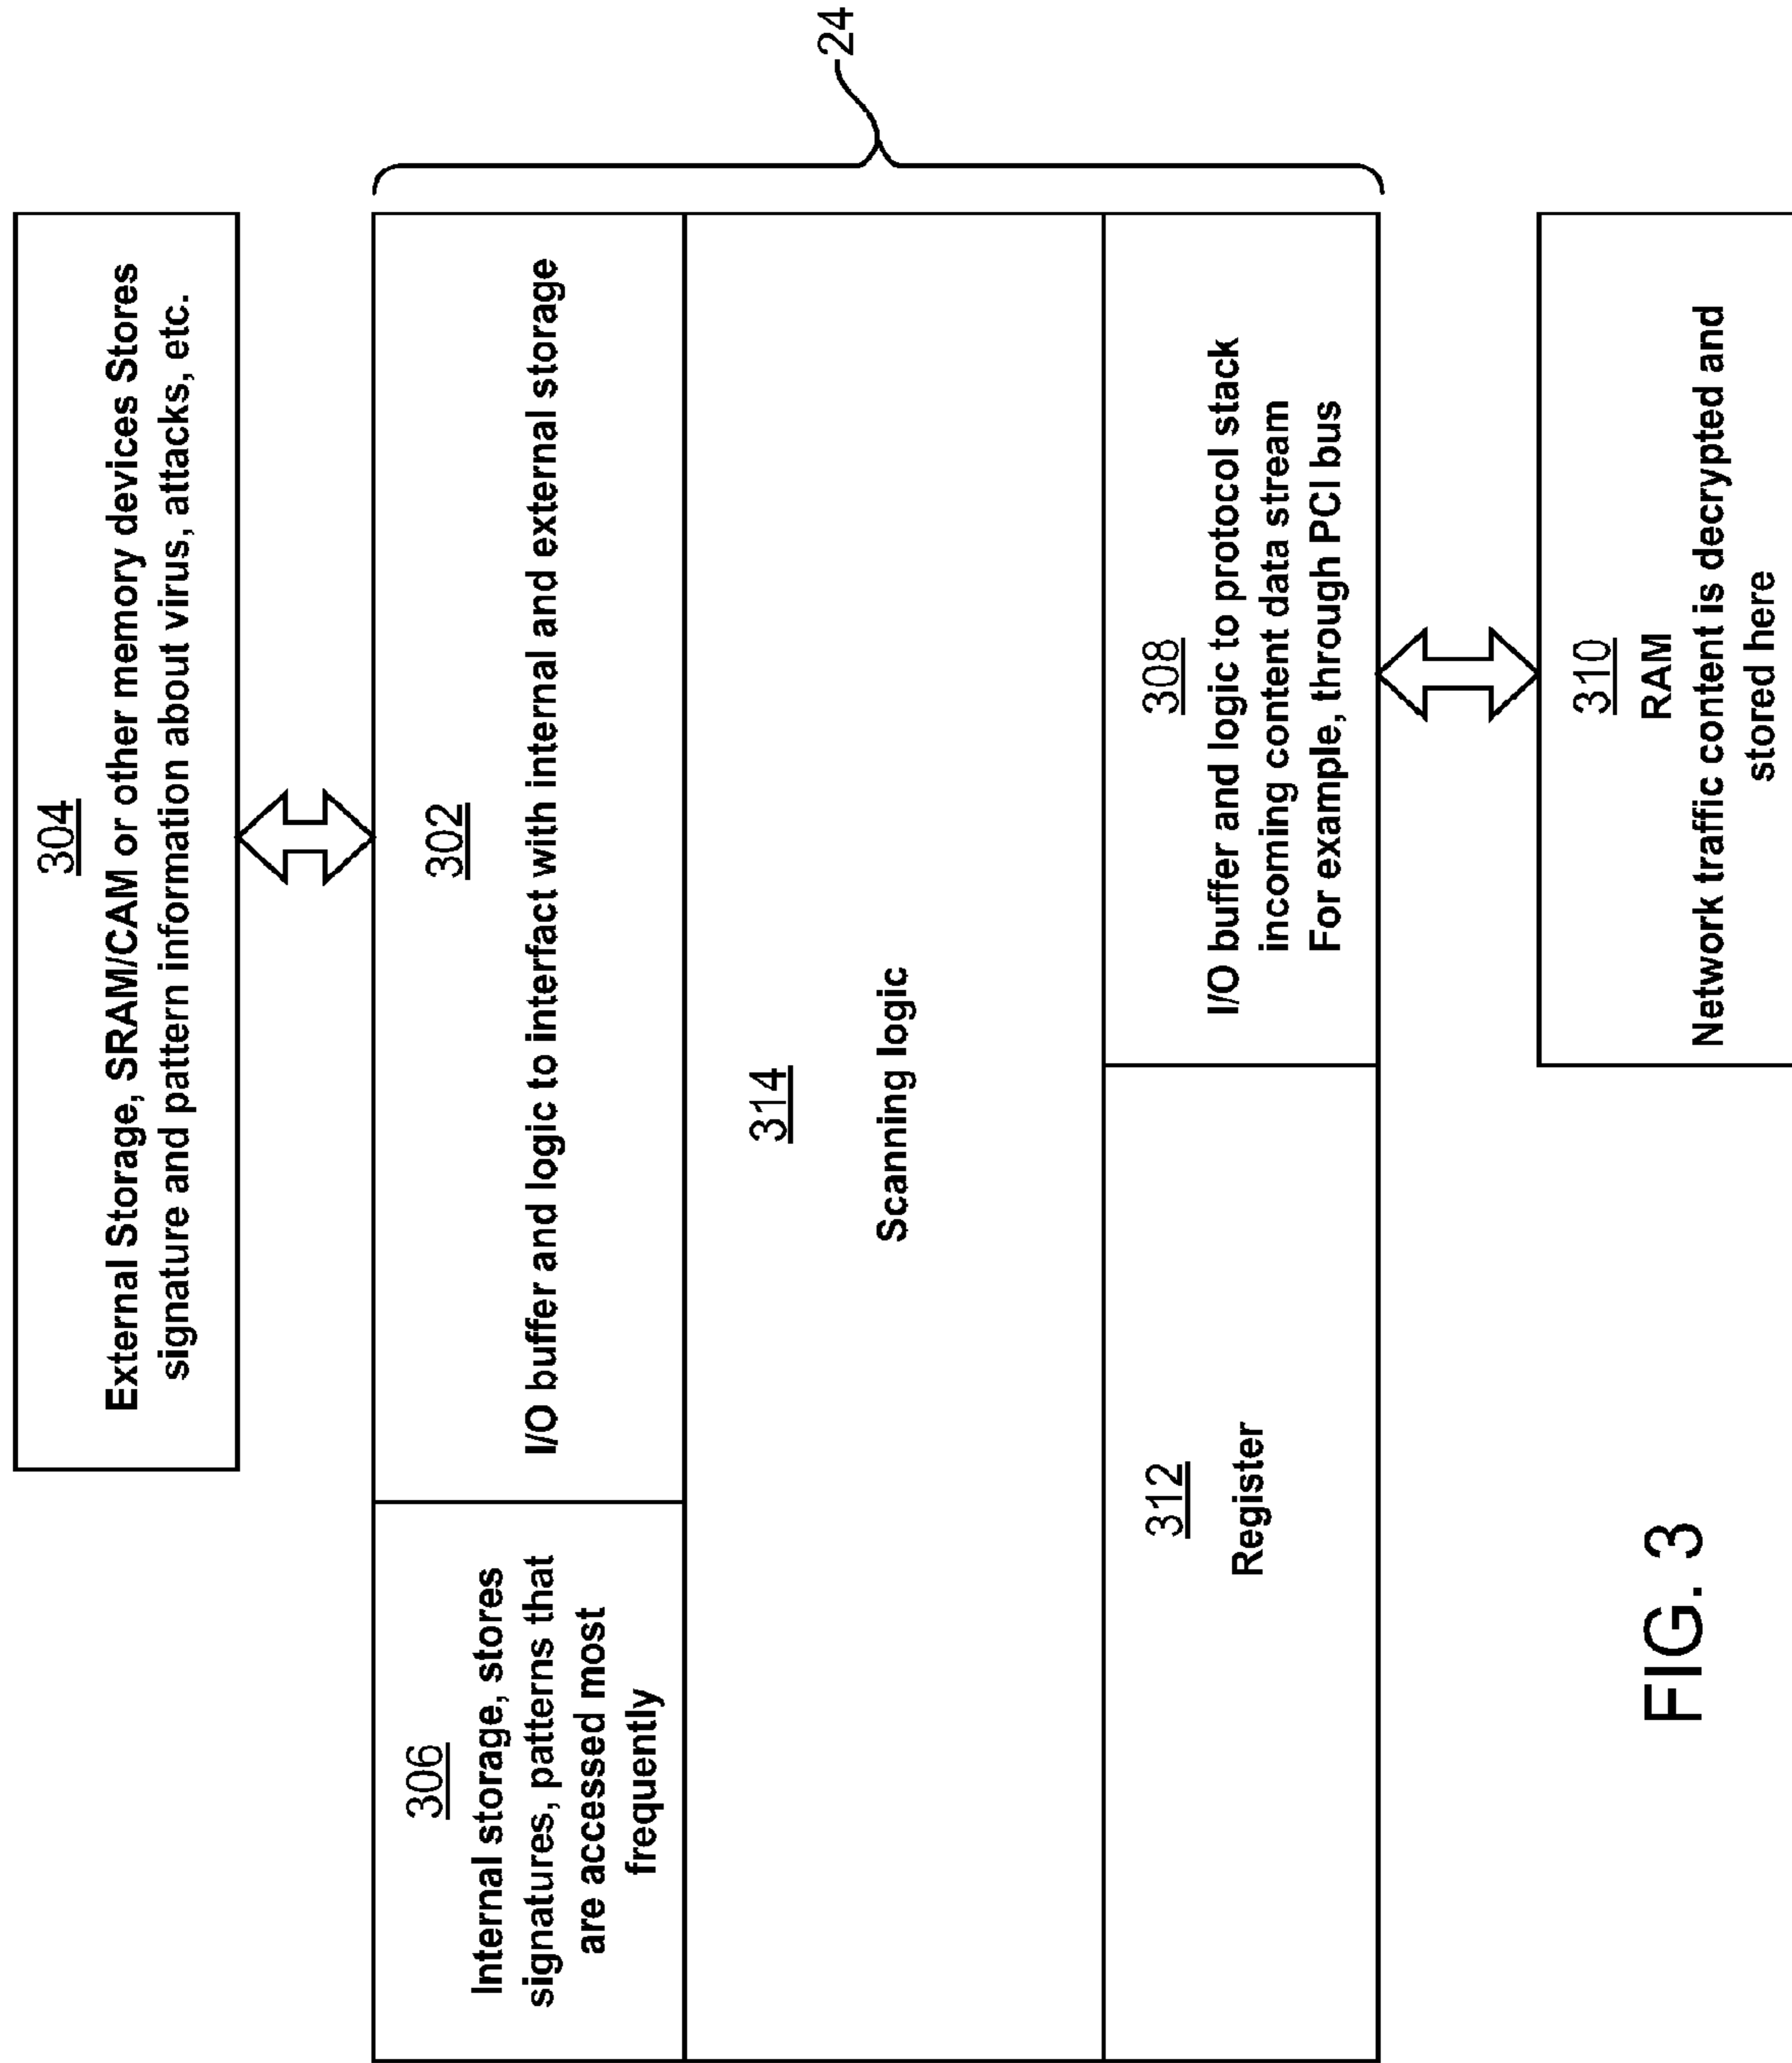 304
External Storage, SRAM/CAM or other memory devices Stores
signature and pattern information about virus, attacks, etc.
306
Internal storage, stores
signatures, patterns that
are accessed most
frequently
302
I/O buffer and logic to interfact with internal and external storage
314
Scanning logic
24
312
Register
308
I/O buffer and logic to protocol stack
incoming content data stream
For example, through PCI bus
310
RAM
Network traffic content is decrypted and
stored here
FIG. 3